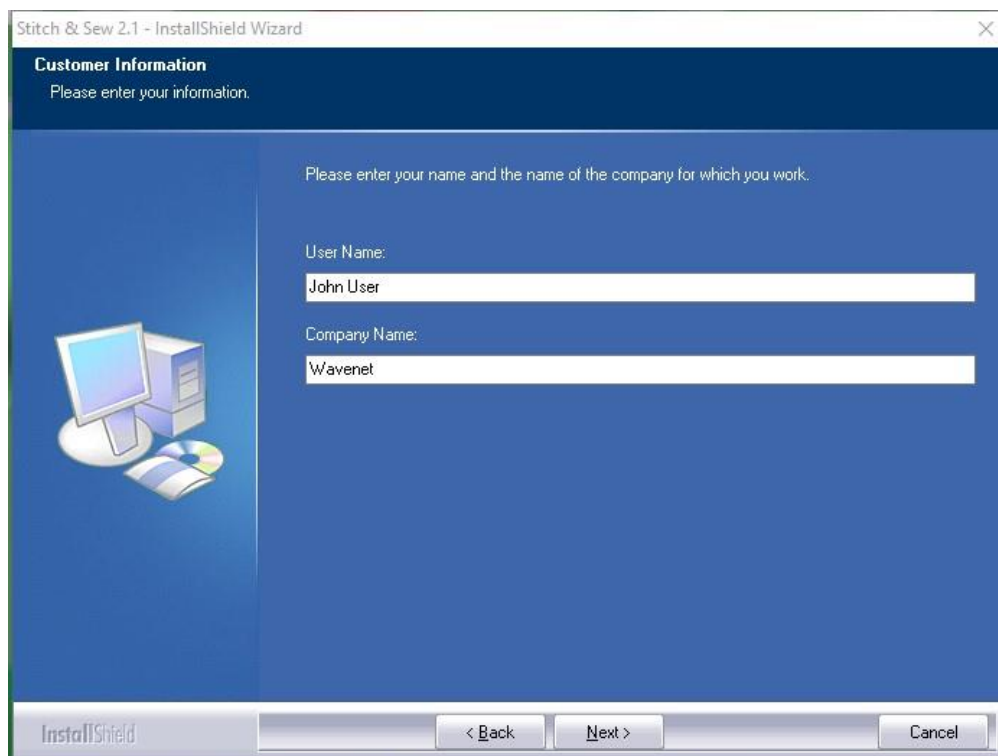 Stitch & Sew 2.1 - InstallShield Wizard
Customer Information
Please enter your information.
Please enter your name and the name of the company for which you work.
User Name:
John User
Company Name:
Wavenet
InstallShield
< Back
Next >
Cancel